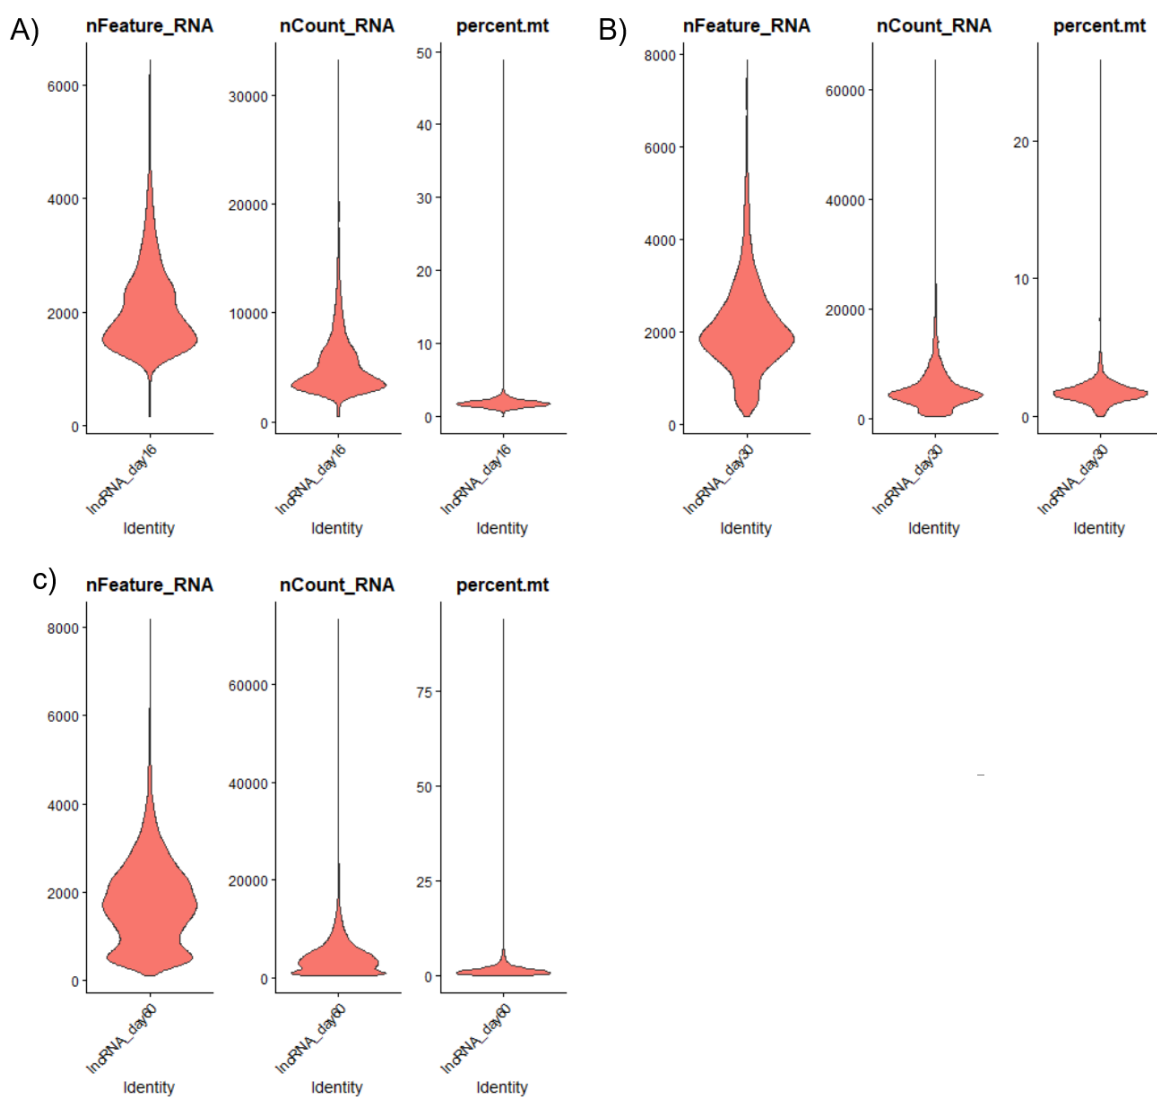 A)
nFeature_RNA
nCount_RNA
percent.mt
6000
4000
2000
0
30000
20000
10000
0
50
40
30
20
10
0
lncRNA_day16
lncRNA_day16
lncRNA_day16
Identity
Identity
Identity
B)
nFeature_RNA
nCount_RNA
percent.mt
8000
6000
4000
2000
0
60000
40000
20000
0
20
10
0
lncRNA_day30
lncRNA_day30
lncRNA_day30
Identity
Identity
Identity
c)
nFeature_RNA
nCount_RNA
percent.mt
8000
6000
4000
2000
0
60000
40000
20000
0
75
50
25
0
lncRNA_day60
lncRNA_day60
lncRNA_day60
Identity
Identity
Identity